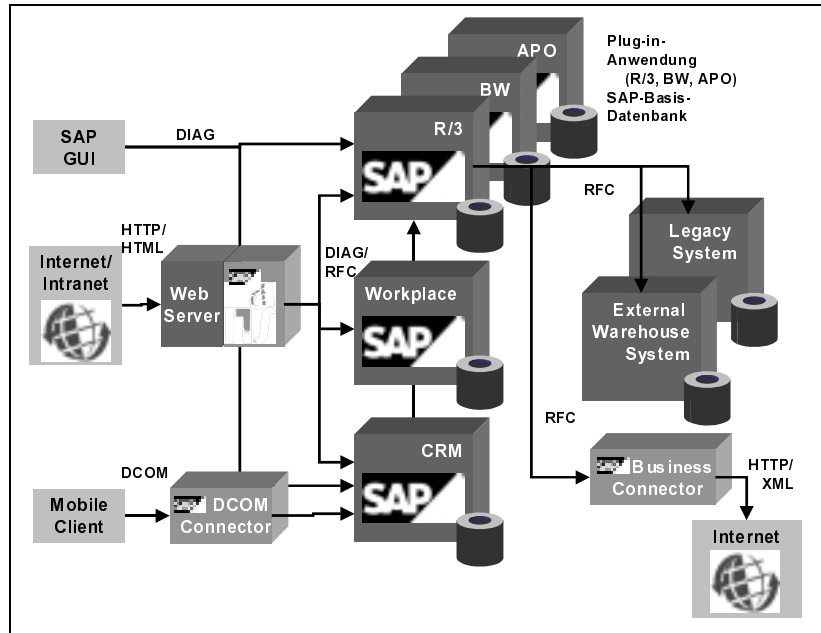 APO
Plug-in-
Anwendung
(R/3, BW, APO)
SAP-Basis-
Datenbank
BW
R/3
SAP
SAP
GUI
DIAG
RFC
HTTP/
HTML
Internet/
Intranet
Web
Server
DIAG/
RFC
Workplace
SAP
Legacy
System
External
Warehouse
System
RFC
CRM
SAP
DCOM
Mobile
Client
DCOM
Connector
Business
Connector
HTTP/
XML
Internet